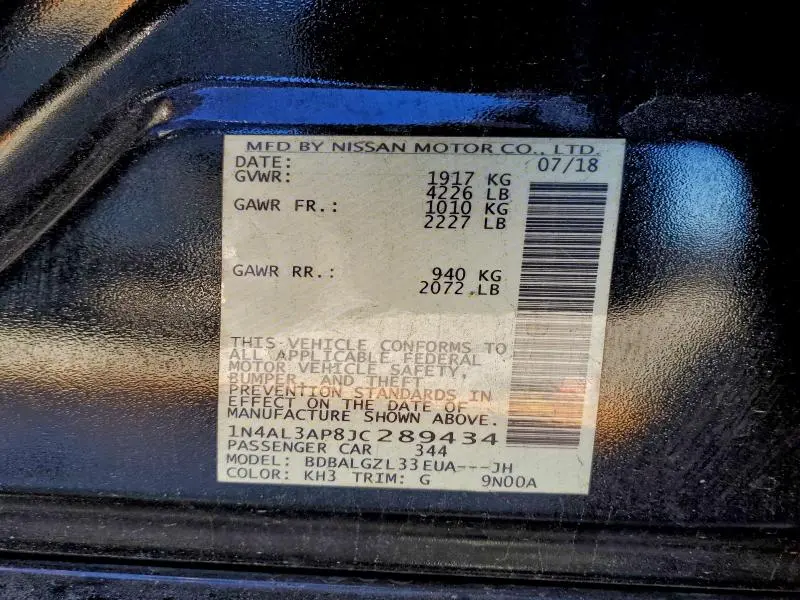 MFD BY NISSAN MOTOR CO., LTD.
DATE: 07/18
GVWR: 1917 KG
4226 LB
GAWR FR.: 1010 KG
2227 LB
GAWR RR.: 940 KG
2072 LB
THIS VEHICLE CONFORMS TO
ALL APPLICABLE FEDERAL
MOTOR VEHICLE SAFETY,
BUMPER, AND THEFT
PREVENTION STANDARDS IN
EFFECT ON THE DATE OF
MANUFACTURE SHOWN ABOVE.
1N4AL3AP8JC289434
PASSENGER CAR 344
MODEL: BDBALGZL33EUA---JH
COLOR: KH3 TRIM: G 9N00A